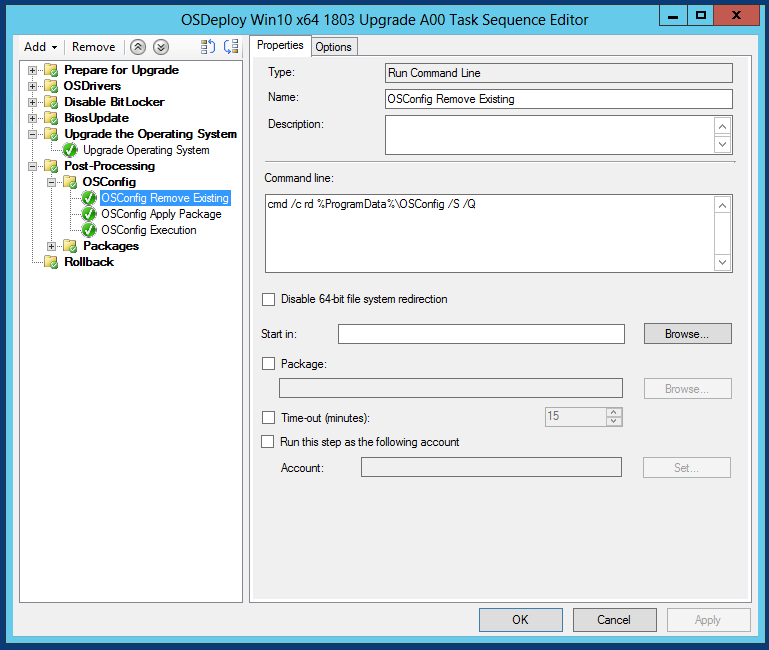 OSDeploy Win10 x64 1803 Upgrade A00 Task Sequence Editor
Add Remove
Prepare for Upgrade
OSDrivers
Disable BitLocker
BiosUpdate
Upgrade the Operating System
Upgrade Operating System
Post-Processing
OSConfig
OSConfig Remove Existing
OSConfig Apply Package
OSConfig Execution
Packages
Rollback
Properties Options
Type: Run Command Line
Name: OSConfig Remove Existing
Description:
Command line:
cmd /c rd %ProgramData%\OSConfig /S /Q
Disable 64-bit file system redirection
Start in: Browse...
Package:
Browse...
Time-out (minutes): 15
Run this step as the following account
Account: Set...
OK Cancel Apply